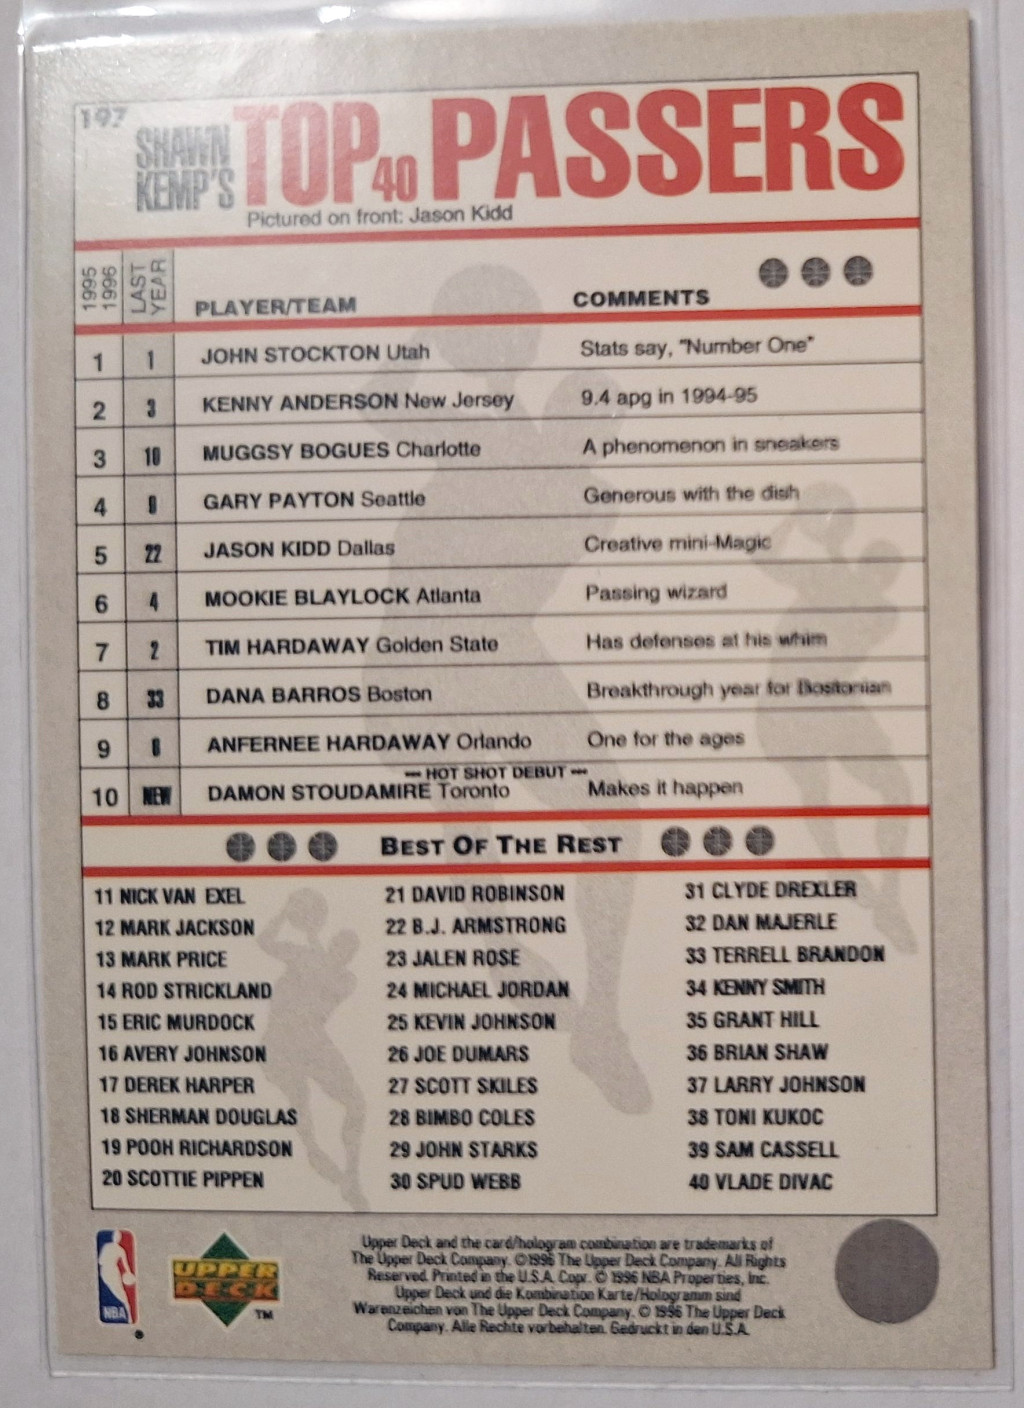 197
SHAWN KEMP'S TOP 40 PASSERS
Pictured on front: Jason Kidd
1995 1996 LAST YEAR PLAYER/TEAM COMMENTS
1 1 JOHN STOCKTON Utah Stats say, "Number One"
2 3 KENNY ANDERSON New Jersey 9.4 apg in 1994-95
3 10 MUGGSY BOGUES Charlotte A phenomenon in sneakers
4 GARY PAYTON Seattle Generous with the dish
5 22 JASON KIDD Dallas Creative mini-Magic
6 4 MOOKIE BLAYLOCK Atlanta Passing wizard
7 2 TIM HARDAWAY Golden State Has defenses at his whim
8 33 DANA BARROS Boston Breakthrough year for Bostonian
9 ANFERNEE HARDAWAY Orlando One for the ages
--- HOT SHOT DEBUT ---
10 NEW DAMON STOUDAMIRE Toronto Makes it happen
BEST OF THE REST
11 NICK VAN EXEL
12 MARK JACKSON
13 MARK PRICE
14 ROD STRICKLAND
15 ERIC MURDOCK
16 AVERY JOHNSON
17 DEREK HARPER
18 SHERMAN DOUGLAS
19 POOH RICHARDSON
20 SCOTTIE PIPPEN
21 DAVID ROBINSON
22 B.J. ARMSTRONG
23 JALEN ROSE
24 MICHAEL JORDAN
25 KEVIN JOHNSON
26 JOE DUMARS
27 SCOTT SKILES
28 BIMBO COLES
29 JOHN STARKS
30 SPUD WEBB
31 CLYDE DREXLER
32 DAN MAJERLE
33 TERRELL BRANDON
34 KENNY SMITH
35 GRANT HILL
36 BRIAN SHAW
37 LARRY JOHNSON
38 TONI KUKOC
39 SAM CASSELL
40 VLADE DIVAC
NBA ®
UPPER DECK ™
Upper Deck and the card/hologram combination are trademarks of
The Upper Deck Company. ©1996 The Upper Deck Company. All Rights
Reserved. Printed in the U.S.A. Copr. © 1996 NBA Properties, Inc.
Upper Deck und die Kombination Karte/Hologramm sind
Warenzeichen von The Upper Deck Company. © 1996 The Upper Deck
Company. Alle Rechte vorbehalten. Gedruckt in den U.S.A.